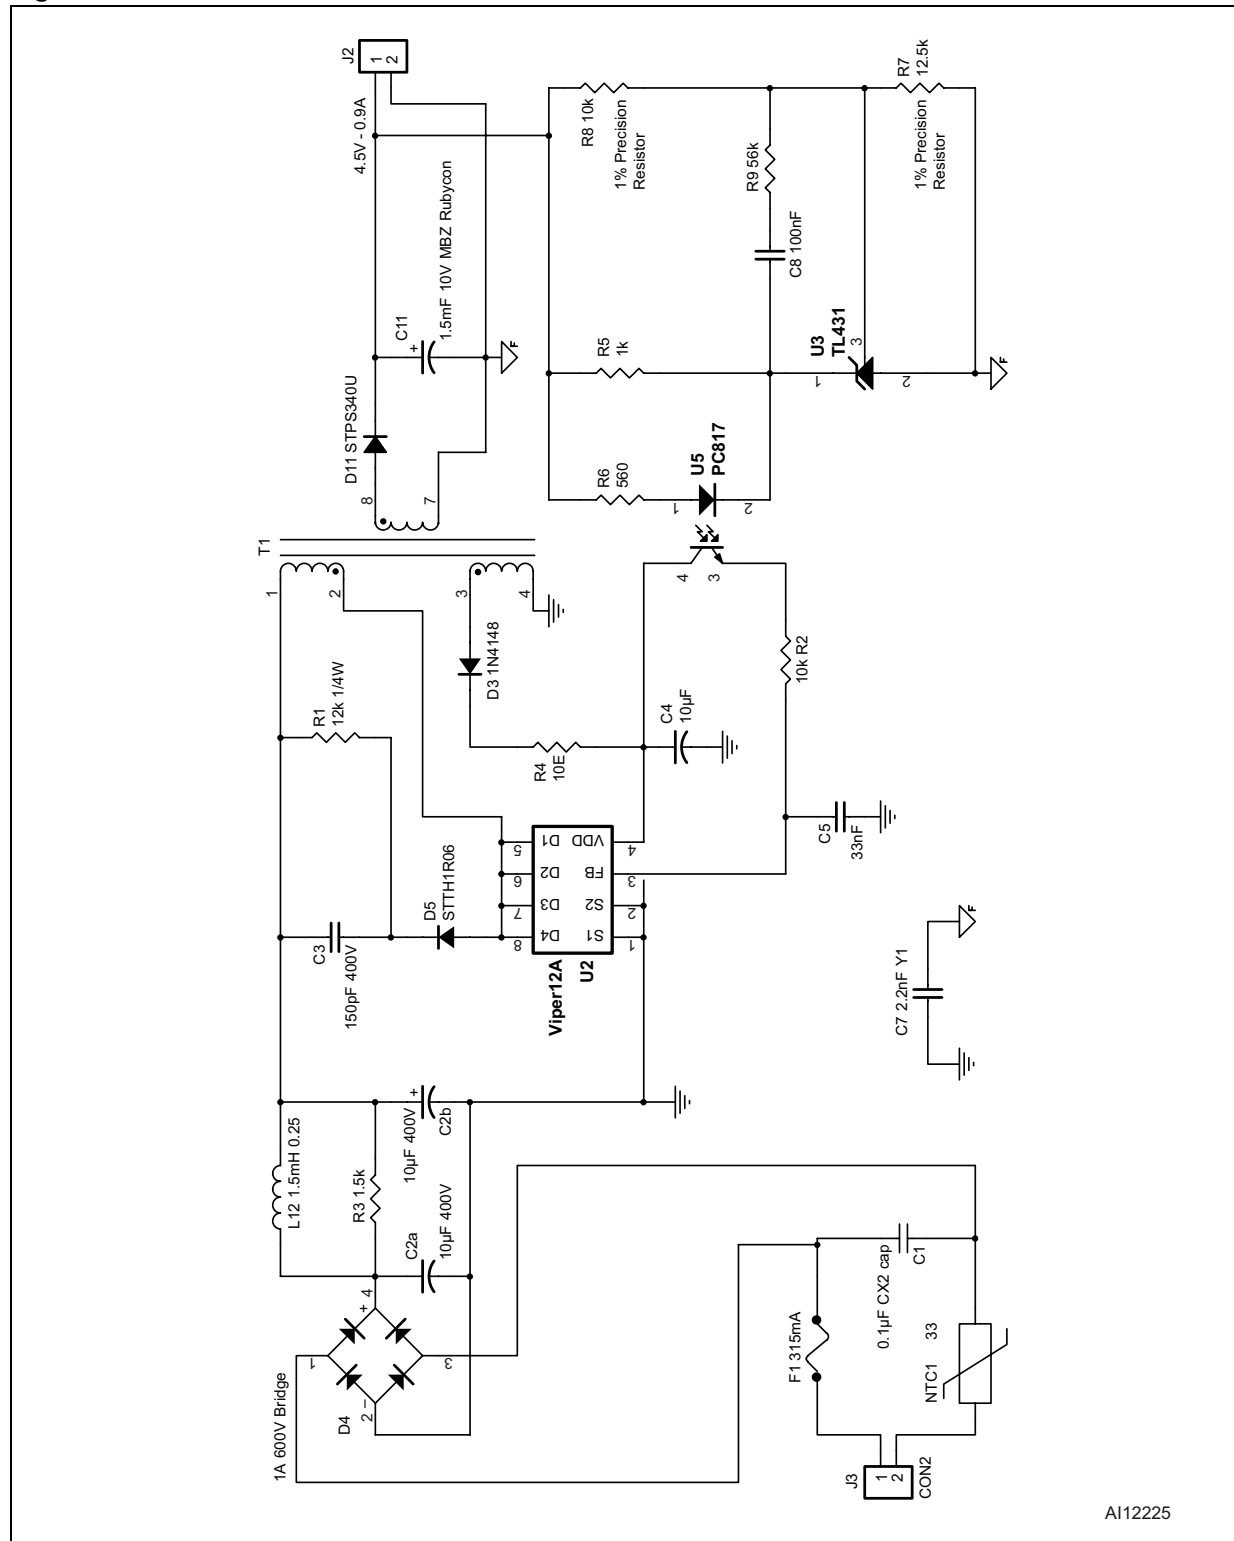 J2
1
2
4.5V - 0.9A
R8 10k
1% Precision
Resistor
R7
12.5k
1% Precision
Resistor
R9 56k
C8 100nF
C11
+
1.5mF 10V MBZ Rubycon
F
D11 STPS340U
8
7
R5
1k
U3
TL431
1
3
2
F
R6
560
U5
PC817
1
2
T1
1
2
3
4
4
3
R1
12k 1/4W
D3 1N4148
R4
10E
C4
10µF
10k R2
C3
150pF 400V
D5
STTH1R06
D1
D2
D3
D4
VDD
FB
S2
S1
5
6
7
8
4
3
2
1
Viper12A
U2
C5
33nF
C7 2.2nF Y1
F
L12 1.5mH 0.25
R3 1.5k
10µF 400V
+
C2b
C2a
10µF 400V
1A 600V Bridge
D4
1
2
3
4
+
–
F1 315mA
0.1µF CX2 cap
C1
NTC1
33
J3
1
2
CON2
AI12225